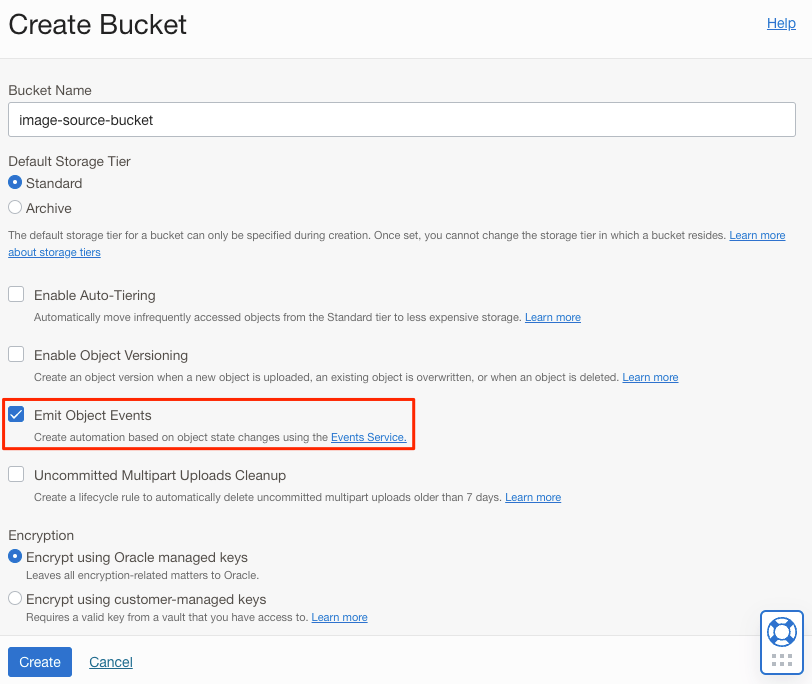 Create Bucket
Help
Bucket Name
image-source-bucket
Default Storage Tier
Standard
Archive
The default storage tier for a bucket can only be specified during creation. Once set, you cannot change the storage tier in which a bucket resides. Learn more
about storage tiers
Enable Auto-Tiering
Automatically move infrequently accessed objects from the Standard tier to less expensive storage. Learn more
Enable Object Versioning
Create an object version when a new object is uploaded, an existing object is overwritten, or when an object is deleted. Learn more
Emit Object Events
Create automation based on object state changes using the Events Service.
Uncommitted Multipart Uploads Cleanup
Create a lifecycle rule to automatically delete uncommitted multipart uploads older than 7 days. Learn more
Encryption
Encrypt using Oracle managed keys
Leaves all encryption-related matters to Oracle.
Encrypt using customer-managed keys
Requires a valid key from a vault that you have access to. Learn more
Create
Cancel